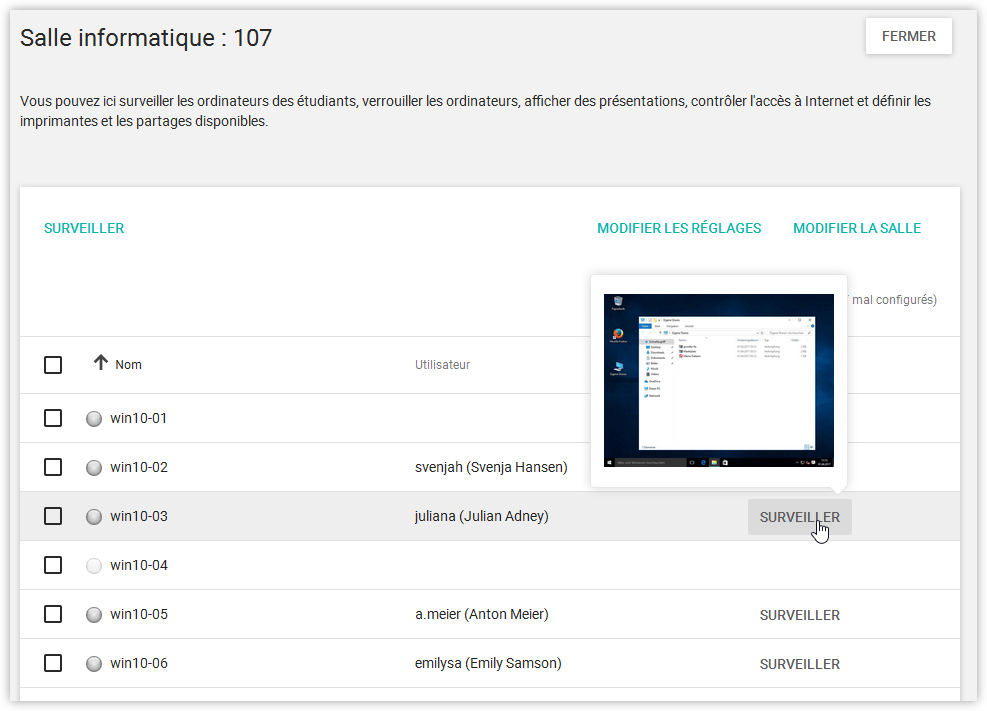 Salle informatique : 107
FERMER
Vous pouvez ici surveiller les ordinateurs des étudiants, verrouiller les ordinateurs, afficher des présentations, contrôler l'accès à Internet et définir les
imprimantes et les partages disponibles.
SURVEILLER
MODIFIER LES RÉGLAGES
MODIFIER LA SALLE
mal configurés)
Nom
Utilisateur
win10-01
win10-02
svenjah (Svenja Hansen)
win10-03
juliana (Julian Adney)
SURVEILLER
win10-04
win10-05
a.meier (Anton Meier)
SURVEILLER
win10-06
emilysa (Emily Samson)
SURVEILLER